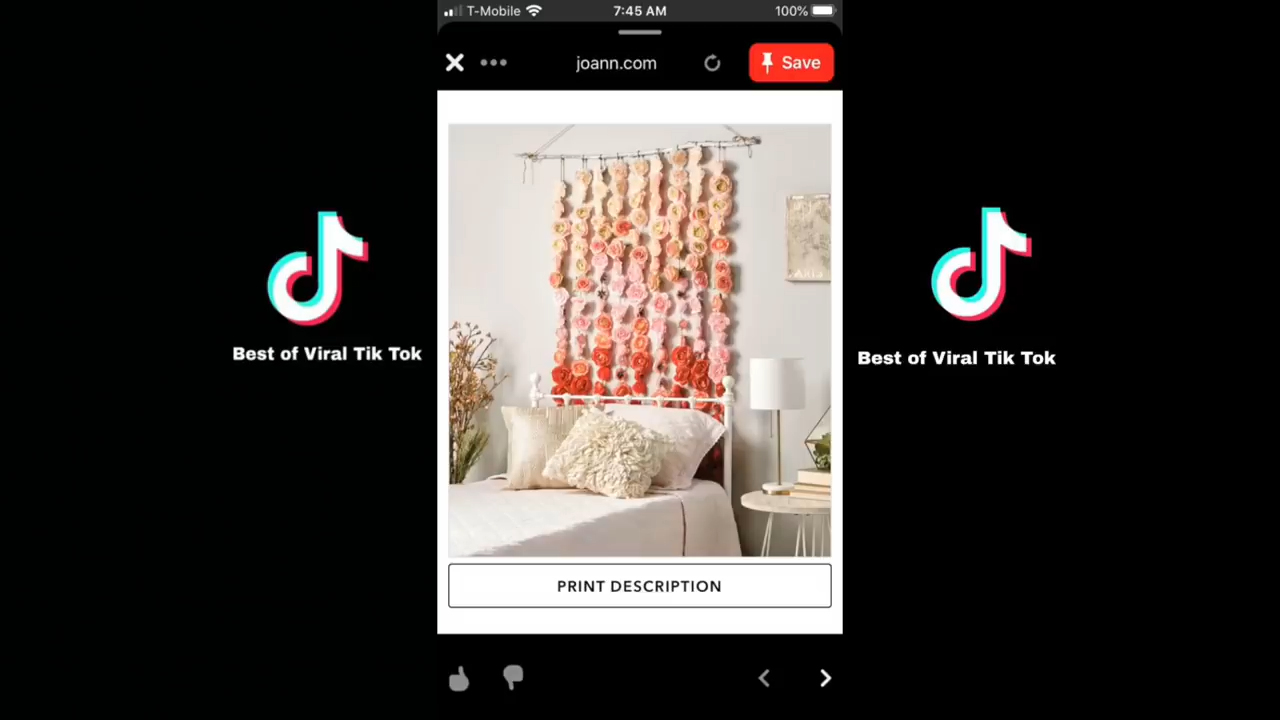 T-Mobile 7:45 AM 100%
joann.com Save
Best of Viral Tik Tok
Best of Viral Tik Tok
PRINT DESCRIPTION